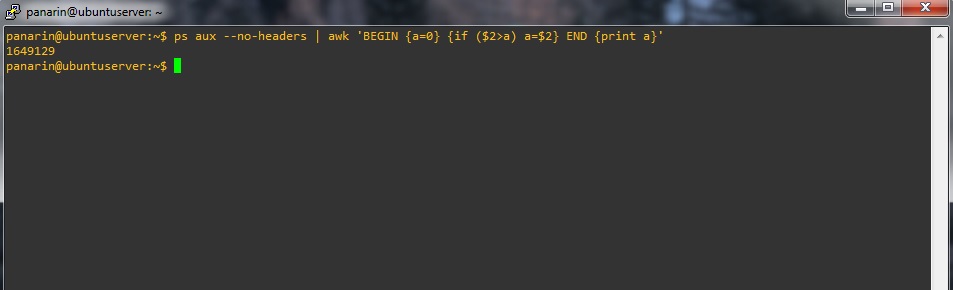 panarin@ubuntuserver: ~
panarin@ubuntuserver:~$ ps aux --no-headers | awk 'BEGIN {a=0} {if ($2>a) a=$2} END {print a}'
1649129
panarin@ubuntuserver:~$